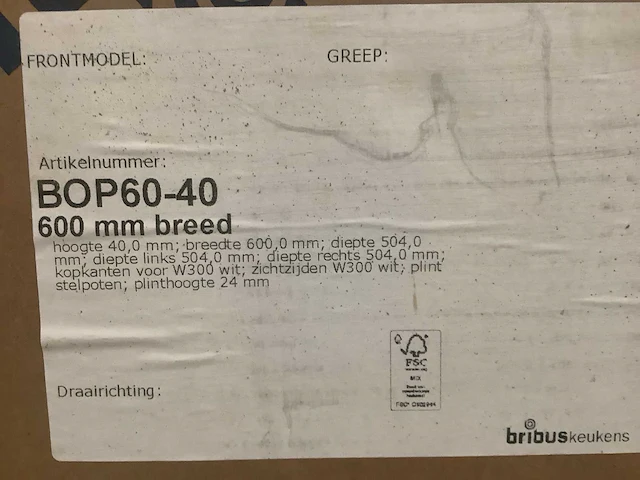 FRONTMODEL: GREEP:
Artikelnummer:
BOP60-40
600 mm breed
hoogte 40,0 mm; breedte 600,0 mm; diepte 504,0
mm; diepte links 504,0 mm; diepte rechts 504,0 mm;
kopkanten voor W300 wit; zichtzijden W300 wit; plint
stelpoten; plinthoogte 24 mm
FSC
MIX
Draairichting:
bribuskeukens